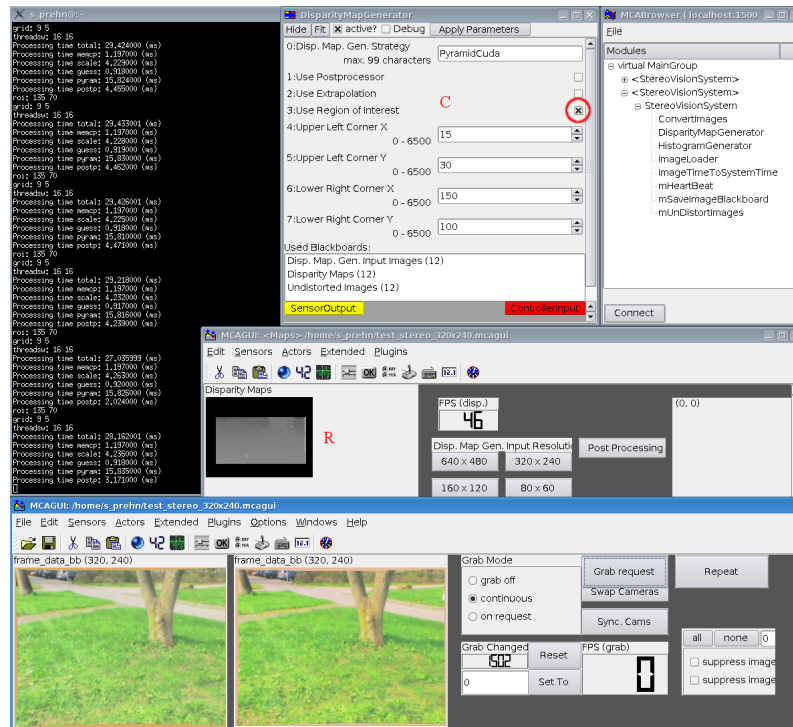 s_prehn@:~
grid: 9 5
threadsw: 16 16
Processing time total: 29,424000 (ms)
Processing time memcp: 1,197000 (ms)
Processing time scale: 4,229000 (ms)
Processing time guess: 0,918000 (ms)
Processing time pyram: 15,824000 (ms)
Processing time postp: 4,455000 (ms)
roi: 135 70
grid: 9 5
threadsw: 16 16
Processing time total: 29,433001 (ms)
Processing time memcp: 1,197000 (ms)
Processing time scale: 4,228000 (ms)
Processing time guess: 0,919000 (ms)
Processing time pyram: 15,830000 (ms)
Processing time postp: 4,462000 (ms)
roi: 135 70
grid: 9 5
threadsw: 16 16
Processing time total: 29,426001 (ms)
Processing time memcp: 1,197000 (ms)
Processing time scale: 4,225000 (ms)
Processing time guess: 0,918000 (ms)
Processing time pyram: 15,810000 (ms)
Processing time postp: 4,471000 (ms)
roi: 135 70
grid: 9 5
threadsw: 16 16
Processing time total: 29,218000 (ms)
Processing time memcp: 1,197000 (ms)
Processing time scale: 4,232000 (ms)
Processing time guess: 0,917000 (ms)
Processing time pyram: 15,816000 (ms)
Processing time postp: 4,239000 (ms)
roi: 135 70
grid: 9 5
threadsw: 16 16
Processing time total: 27,035999 (ms)
Processing time memcp: 1,197000 (ms)
Processing time scale: 4,263000 (ms)
Processing time guess: 0,920000 (ms)
Processing time pyram: 15,826000 (ms)
Processing time postp: 2,024000 (ms)
roi: 135 70
grid: 9 5
threadsw: 16 16
Processing time total: 28,162001 (ms)
Processing time memcp: 1,197000 (ms)
Processing time scale: 4,236000 (ms)
Processing time guess: 0,918000 (ms)
Processing time pyram: 15,835000 (ms)
Processing time postp: 3,171000 (ms)
DisparityMapGenerator
Hide Fit active? Debug Apply Parameters
0:Disp. Map. Gen. Strategy
max. 99 characters PyramidCuda
1:Use Postprocessor
2:Use Extrapolation
C
3:Use Region of Interest
4:Upper Left Corner X
0 - 6500 15
5:Upper Left Corner Y
0 - 6500 30
6:Lower Right Corner X
0 - 6500 150
7:Lower Right Corner Y
0 - 6500 100
Used Blackboards:
Disp. Map. Gen. Input Images (12)
Disparity Maps (12)
Undistorted Images (12)
SensorOutput ControllerInput
MCABrowser (localhost:1500
File
Modules
virtual MainGroup
<StereoVisionSystem>
<StereoVisionSystem>
StereoVisionSystem
ConvertImages
DisparityMapGenerator
HistogramGenerator
ImageLoader
ImageTimeToSystemTime
mHeartBeat
mSaveImageBlackboard
mUnDistortImages
Connect
MCAGUI: <Maps> /home/s_prehn/test_stereo_320x240.mcagui
Edit Sensors Actors Extended Plugins
42 OK 12.1
Disparity Maps
R
FPS (disp.)
46
(0, 0)
Disp. Map Gen. Input Resoluti
Post Processing
640 x 480 320 x 240
160 x 120 80 x 60
MCAGUI: /home/s_prehn/test_stereo_320x240.mcagui
File Edit Sensors Actors Extended Plugins Options Windows Help
42 OK 12.1
frame_data_bb (320, 240) frame_data_bb (320, 240)
Grab Mode
grab off
continuous
on request
Grab request
Swap Cameras
Sync. Cams
Repeat
all none 0
suppress image
suppress image
Grab Changed
1502
Reset
0
Set To
FPS (grab)
0